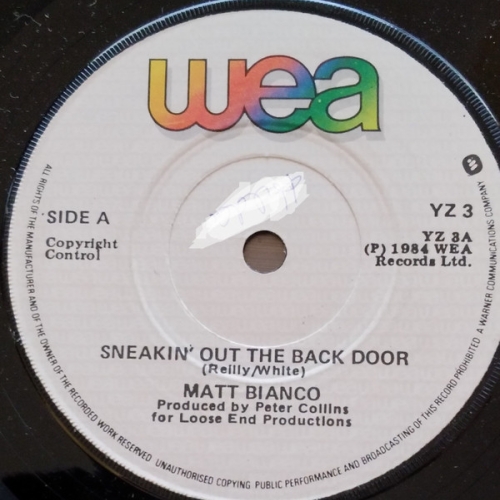 wea
SIDE A
Copyright
Control
YZ 3
YZ 3A
(P) 1984 WEA
Records Ltd.
SNEAKIN' OUT THE BACK DOOR
(Reilly/White)
MATT BIANCO
Produced by Peter Collins
for Loose End Productions
ALL RIGHTS OF THE MANUFACTURER AND OF THE OWNER OF THE RECORDED WORK RESERVED UNAUTHORISED COPYING PUBLIC PERFORMANCE AND BROADCASTING OF THIS RECORD PROHIBITED A WARNER COMMUNICATIONS COMPANY